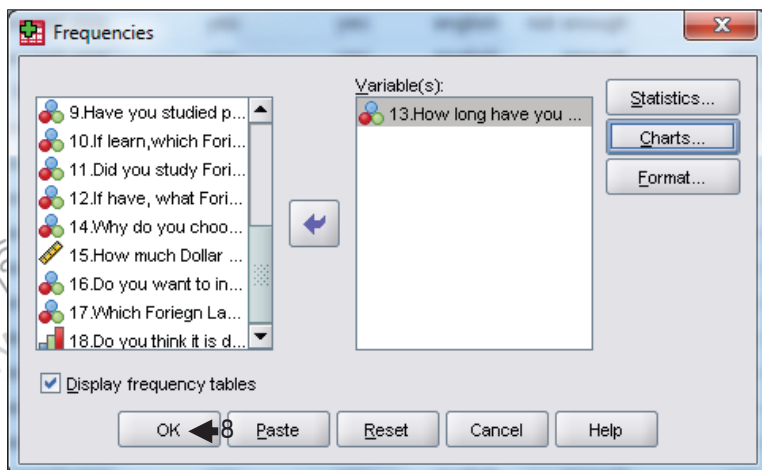 Frequencies
Variable(s):
9.Have you studied p...
10.If learn,which Fori...
11.Did you study Fori...
12.If have, what Fori...
14.Why do you choo...
15.How much Dollar ...
16.Do you want to in...
17.Which Foriegn La...
18.Do you think it is d...
13.How long have you ...
Statistics...
Charts...
Format...
Display frequency tables
OK 8 Paste Reset Cancel Help